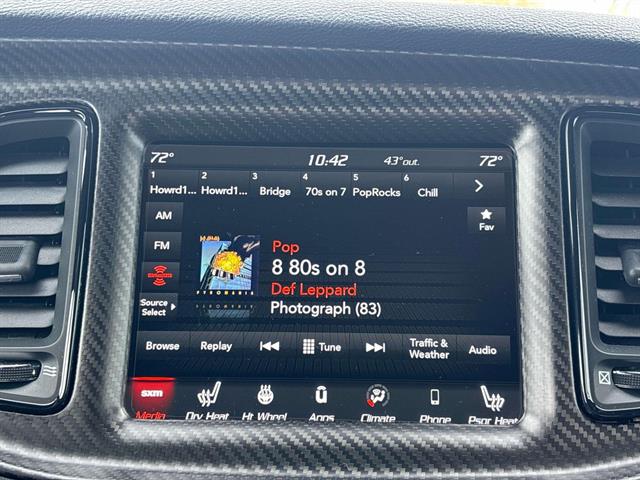 72° 10:42 43°out. 72°
1 2 3 4 5 6
Howrd1... Howrd1... Bridge 70s on 7 PopRocks Chill
AM
Fav
FM
Pop
8 80s on 8
Def Leppard
Photograph (83)
PYROMANIA
Source
Select
Browse Replay Tune Traffic & Weather Audio
sxm
Media Drv Heat Ht Wheel Apps Climate Phone Psgr Heat